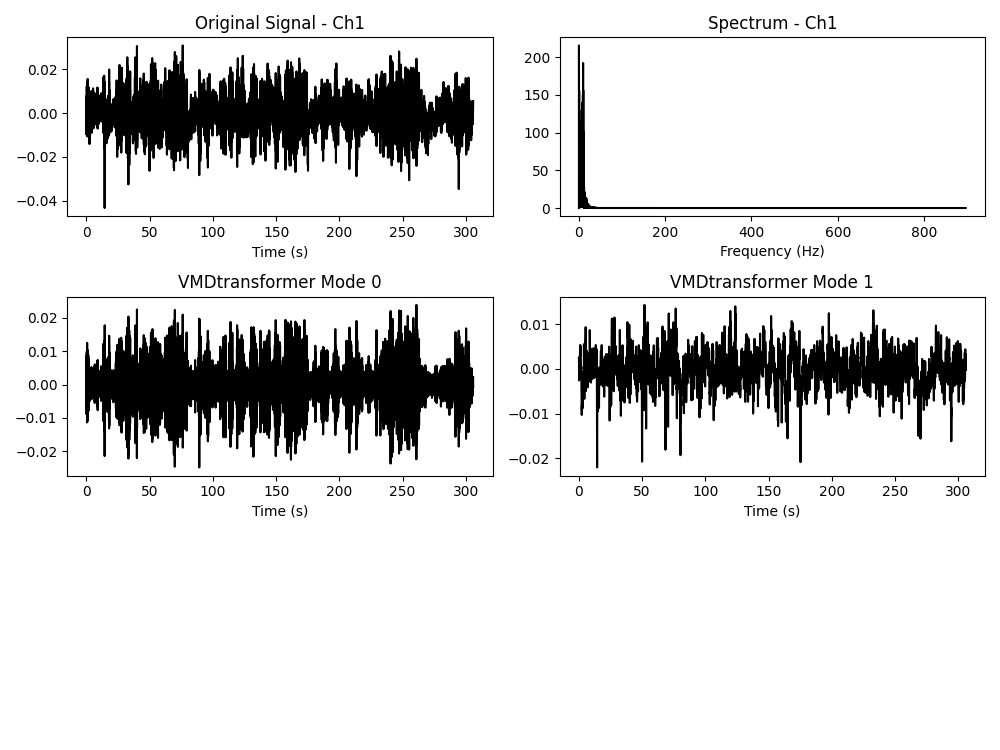 Original Signal - Ch1
0.02
0.00
−0.02
−0.04
0 50 100 150 200 250 300
Time (s)
Spectrum - Ch1
200
150
100
50
0
0 200 400 600 800
Frequency (Hz)
VMDtransformer Mode 0
0.02
0.01
0.00
−0.01
−0.02
0 50 100 150 200 250 300
Time (s)
VMDtransformer Mode 1
0.01
0.00
−0.01
−0.02
0 50 100 150 200 250 300
Time (s)